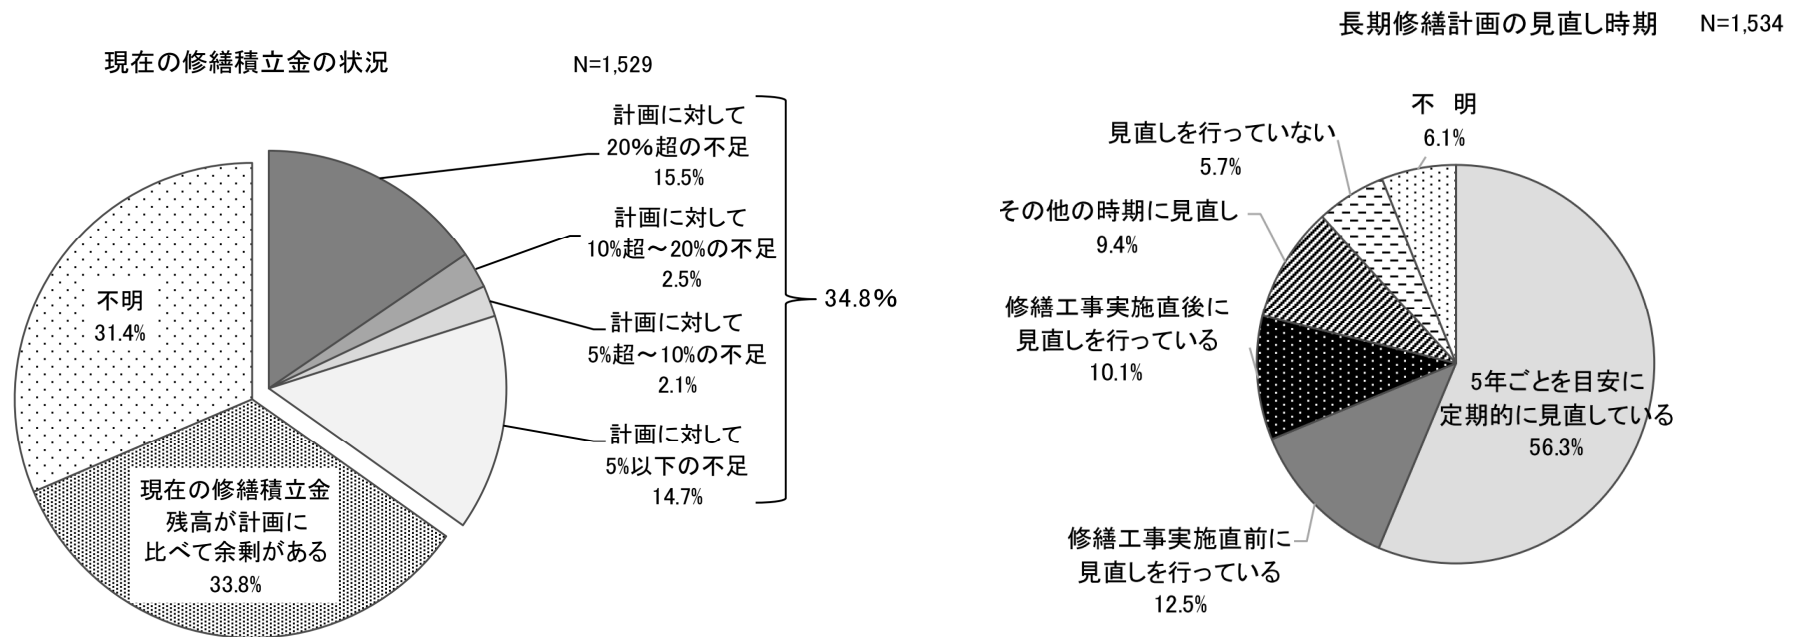 現在の修繕積立金の状況
N=1,529
計画に対して
20%超の不足
15.5%
計画に対して
10%超～20%の不足
2.5%
計画に対して
5%超～10%の不足
2.1%
計画に対して
5%以下の不足
14.7%
34.8%
不明
31.4%
現在の修繕積立金
残高が計画に
比べて余剰がある
33.8%
長期修繕計画の見直し時期 N=1,534
不　明
6.1%
見直しを行っていない
5.7%
その他の時期に見直し
9.4%
修繕工事実施直後に
見直しを行っている
10.1%
5年ごとを目安に
定期的に見直している
56.3%
修繕工事実施直前に
見直しを行っている
12.5%